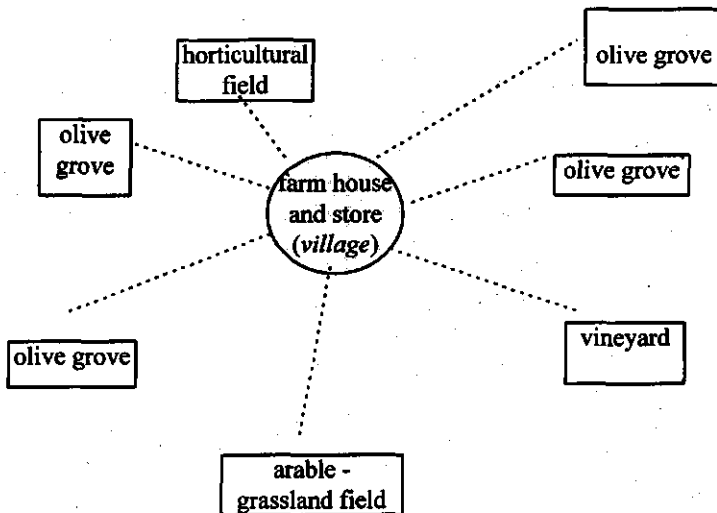 horticultural
field
olive grove
olive
grove
olive grove
farm house
and store
(village)
olive grove
vineyard
arable -
grassland field